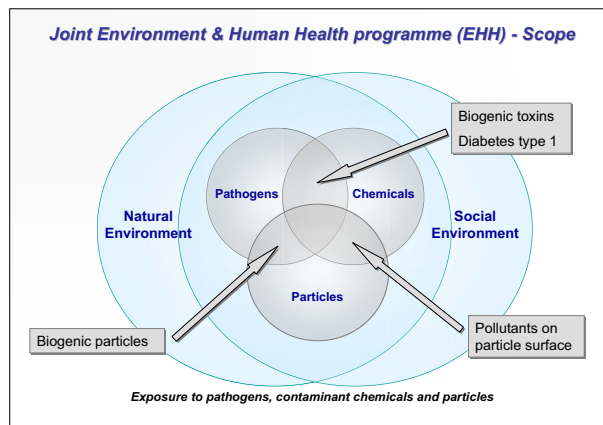 Joint Environment & Human Health programme (EHH) - Scope
Biogenic toxins
Diabetes type 1
Pathogens
Chemicals
Natural
Environment
Social
Environment
Particles
Biogenic particles
Pollutants on
particle surface
Exposure to pathogens, contaminant chemicals and particles